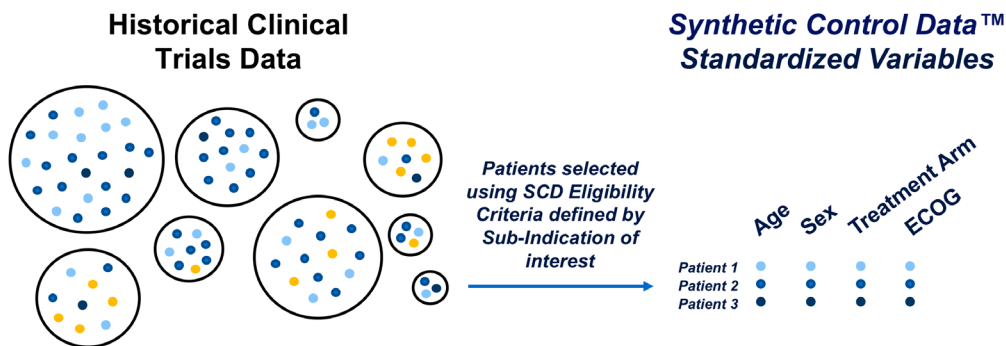 Historical Clinical
Trials Data
Synthetic Control Data™
Standardized Variables
Patients selected
using SCD Eligibility
Criteria defined by
Sub-Indication of
interest
Age
Sex
Treatment Arm
ECOG
Patient 1
Patient 2
Patient 3